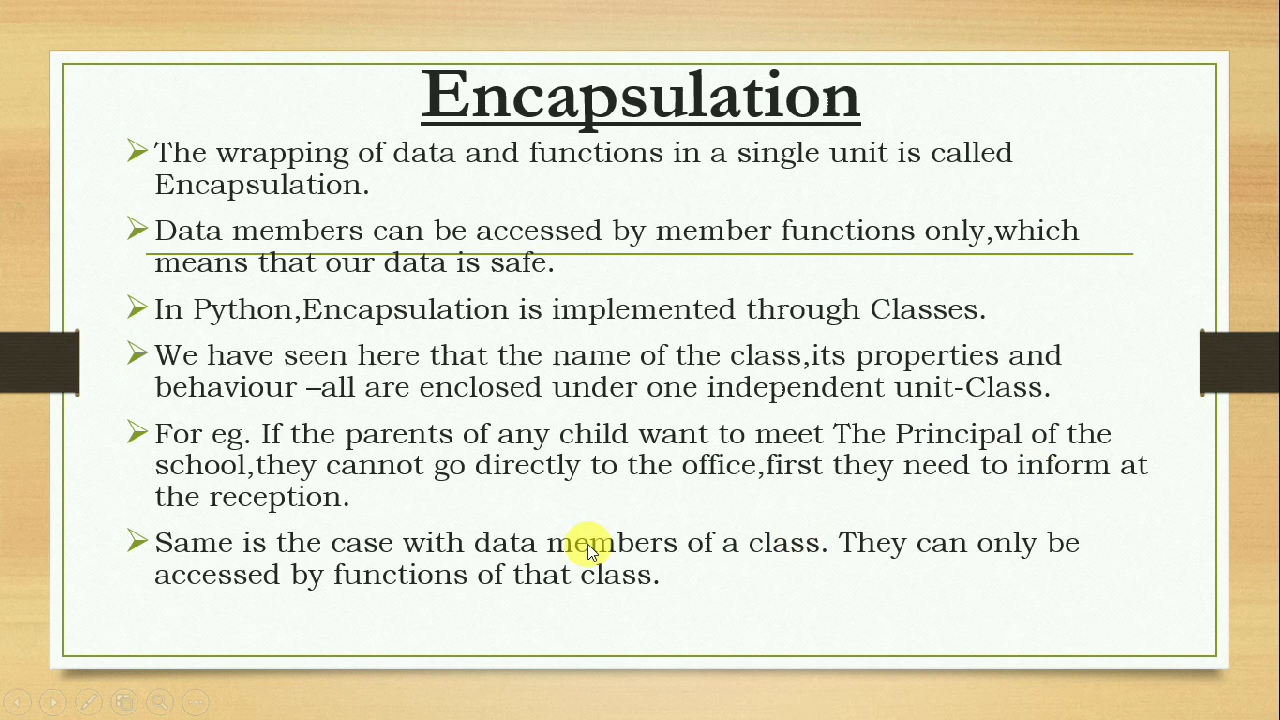 Encapsulation
The wrapping of data and functions in a single unit is called
Encapsulation.
Data members can be accessed by member functions only,which
means that our data is safe.
In Python,Encapsulation is implemented through Classes.
We have seen here that the name of the class,its properties and
behaviour –all are enclosed under one independent unit-Class.
For eg. If the parents of any child want to meet The Principal of the
school,they cannot go directly to the office,first they need to inform at
the reception.
Same is the case with data members of a class. They can only be
accessed by functions of that class.